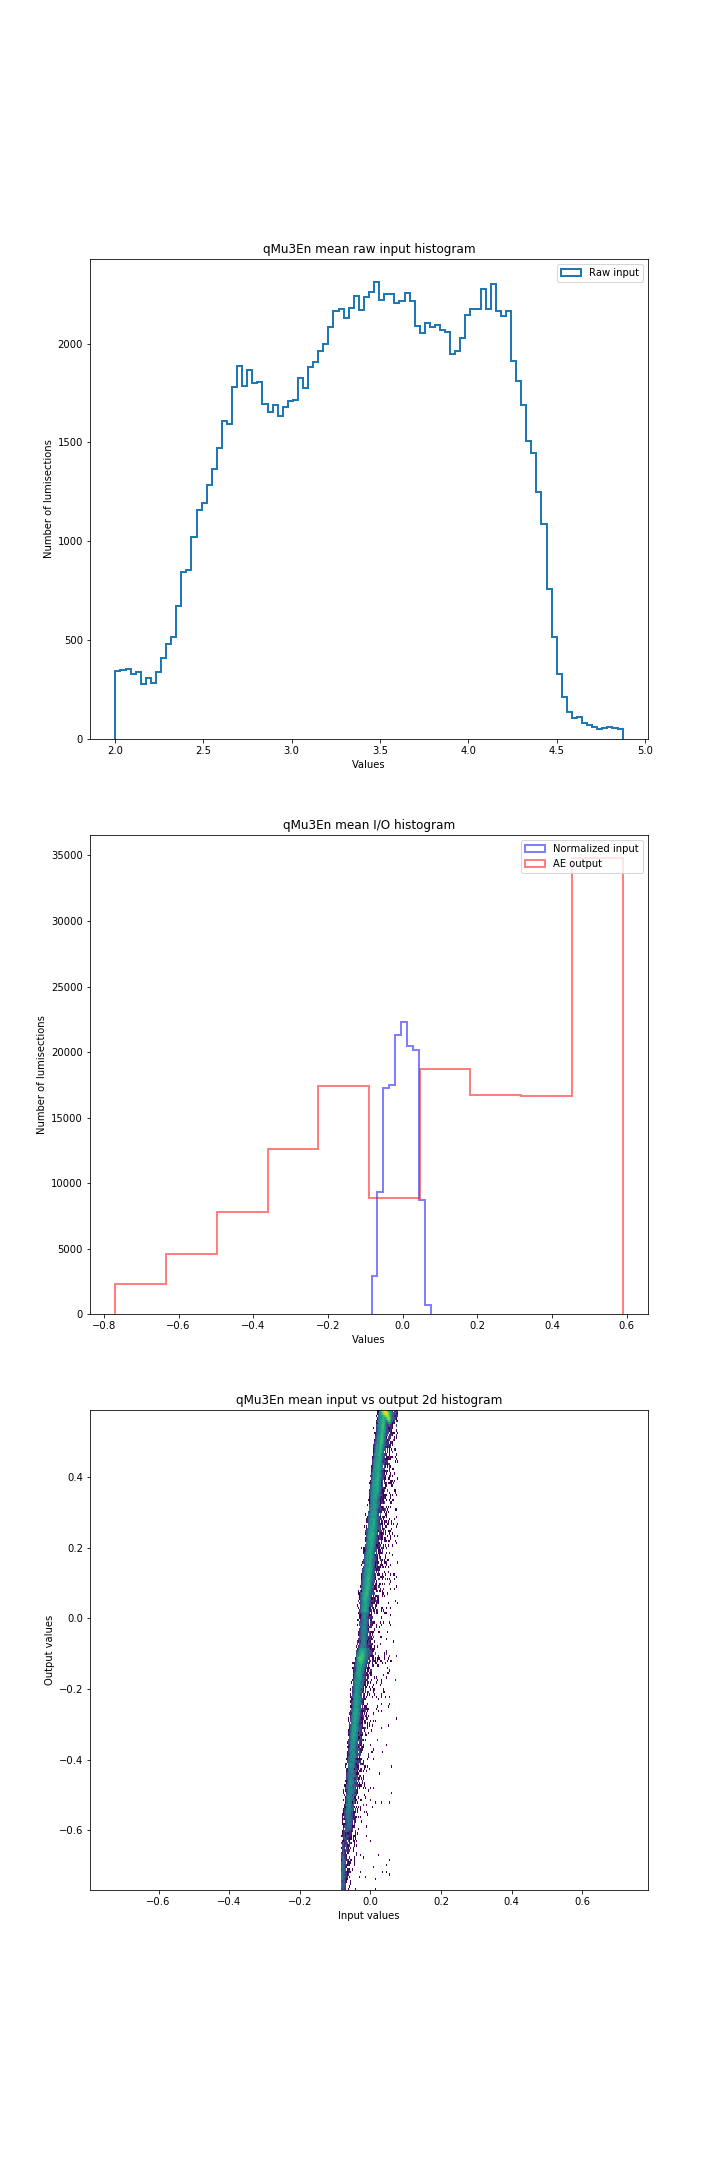 qMu3En mean raw input histogram
Raw input
2000
1500
1000
500
0
Number of lumisections
2.0 2.5 3.0 3.5 4.0 4.5 5.0
Values
qMu3En mean I/O histogram
Normalized input
AE output
35000
30000
25000
20000
15000
10000
5000
0
Number of lumisections
−0.8 −0.6 −0.4 −0.2 0.0 0.2 0.4 0.6
Values
qMu3En mean input vs output 2d histogram
0.4
0.2
0.0
−0.2
−0.4
−0.6
Output values
−0.6 −0.4 −0.2 0.0 0.2 0.4 0.6
Input values